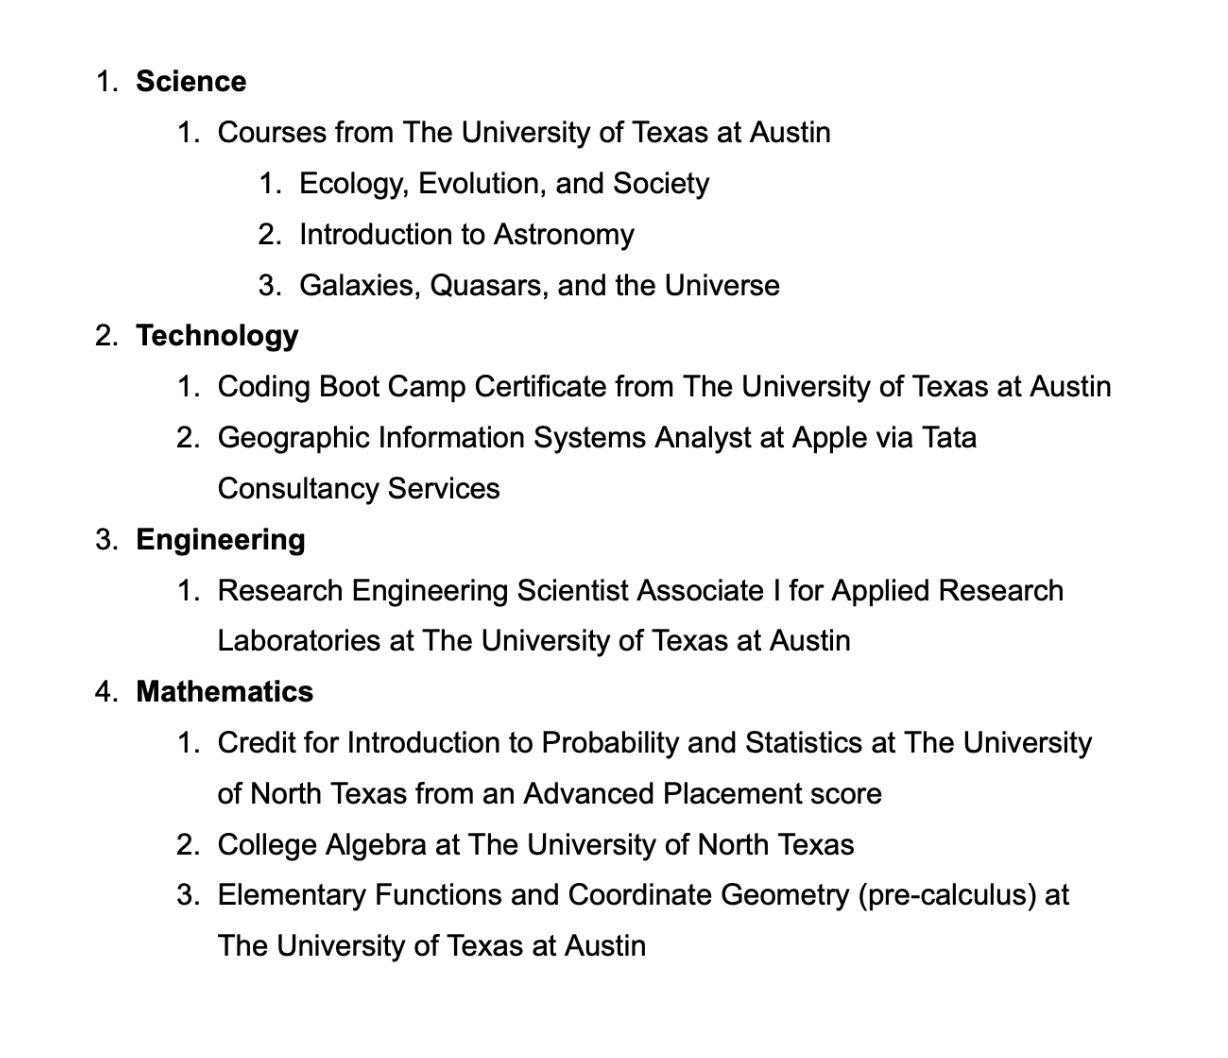 1. Science
1. Courses from The University of Texas at Austin
1. Ecology, Evolution, and Society
2. Introduction to Astronomy
3. Galaxies, Quasars, and the Universe
2. Technology
1. Coding Boot Camp Certificate from The University of Texas at Austin
2. Geographic Information Systems Analyst at Apple via Tata
Consultancy Services
3. Engineering
1. Research Engineering Scientist Associate I for Applied Research
Laboratories at The University of Texas at Austin
4. Mathematics
1. Credit for Introduction to Probability and Statistics at The University
of North Texas from an Advanced Placement score
2. College Algebra at The University of North Texas
3. Elementary Functions and Coordinate Geometry (pre-calculus) at
The University of Texas at Austin